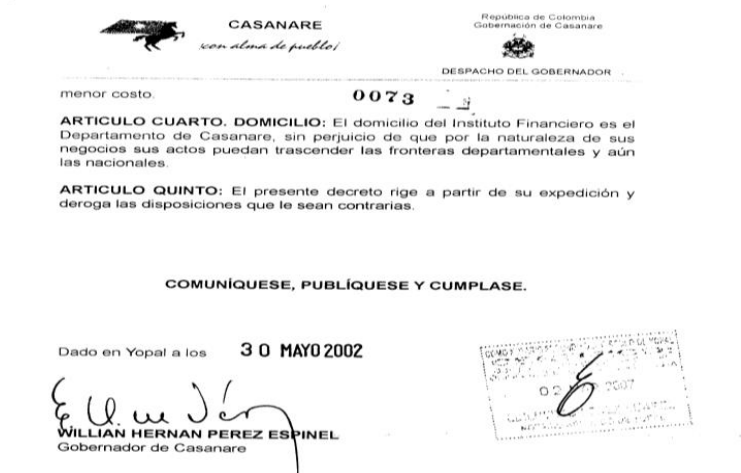 CASANARE
¡con alma de pueblo!
República de Colombia
Gobernación de Casanare
DESPACHO DEL GOBERNADOR
menor costo.
0073
ARTICULO CUARTO. DOMICILIO: El domicilio del Instituto Financiero es el
Departamento de Casanare, sin perjuicio de que por la naturaleza de sus
negocios sus actos puedan trascender las fronteras departamentales y aún
las nacionales.
ARTICULO QUINTO: El presente decreto rige a partir de su expedición y
deroga las disposiciones que le sean contrarias.
COMUNÍQUESE, PUBLÍQUESE Y CUMPLASE.
Dado en Yopal a los 30 MAYO 2002
02 2007
WILLIAN HERNAN PEREZ ESPINEL
Gobernador de Casanare